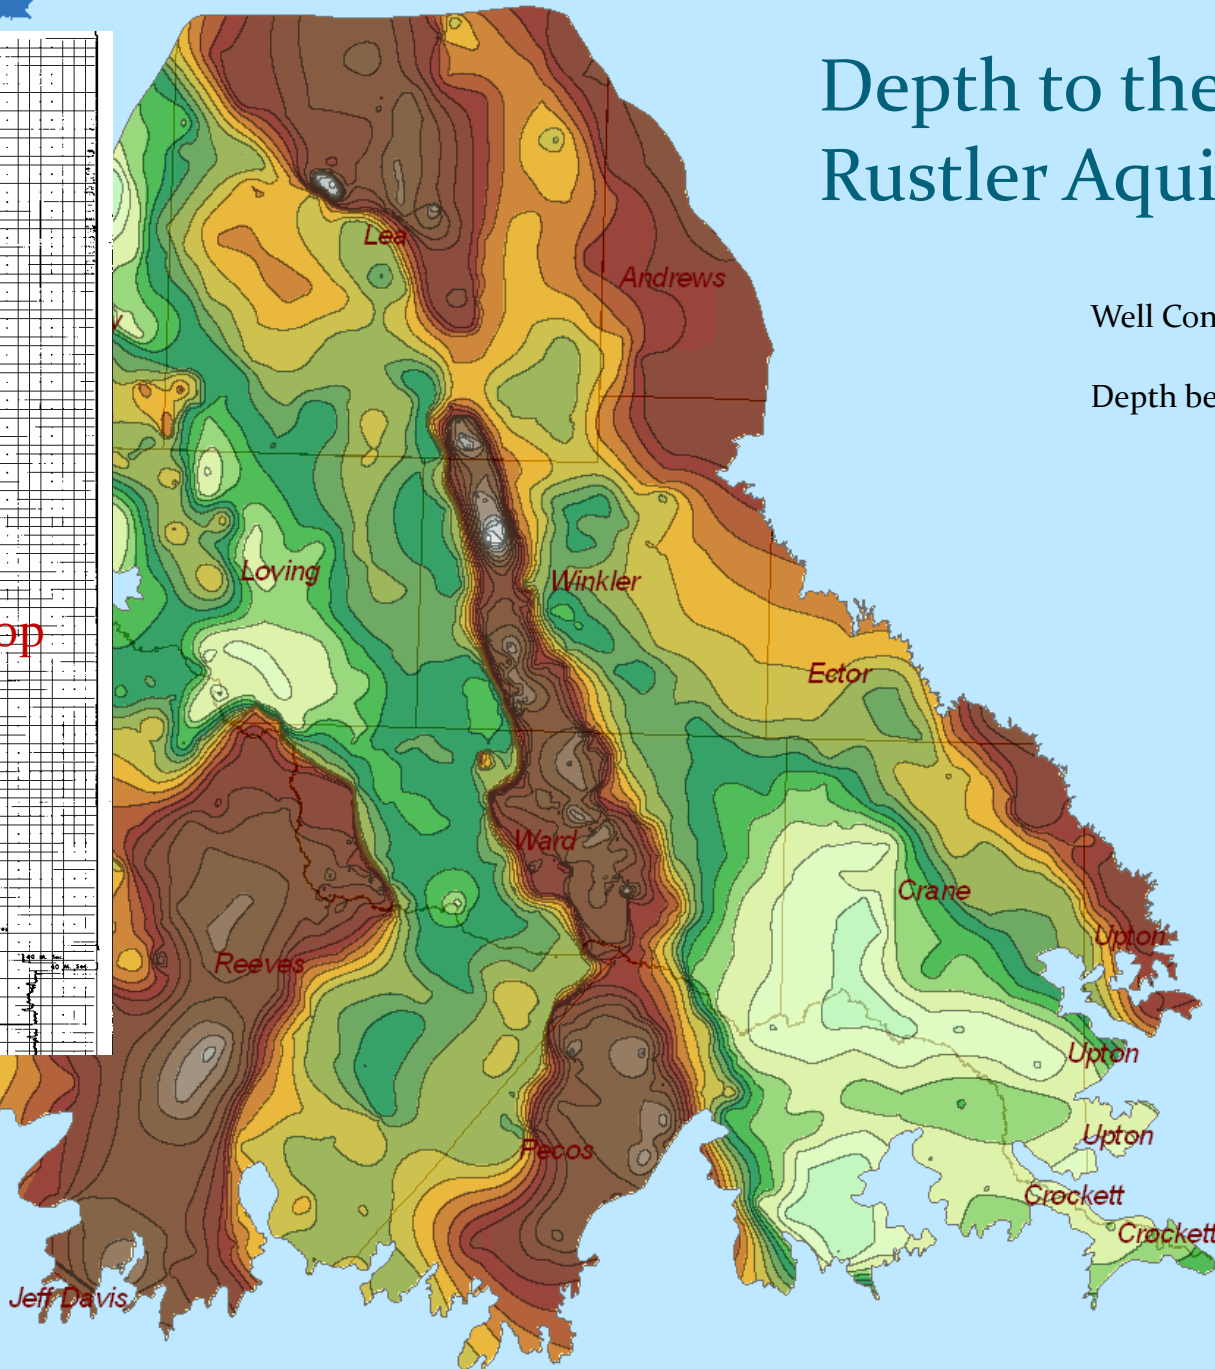 Depth to the
Rustler Aqui
Well Con
Depth be
Lea
Andrews
Loving
Winkler
op
Ector
Ward
Crane
Upton
Reeves
Upton
Upton
Pecos
Crockett
Crockett
Jeff Davis